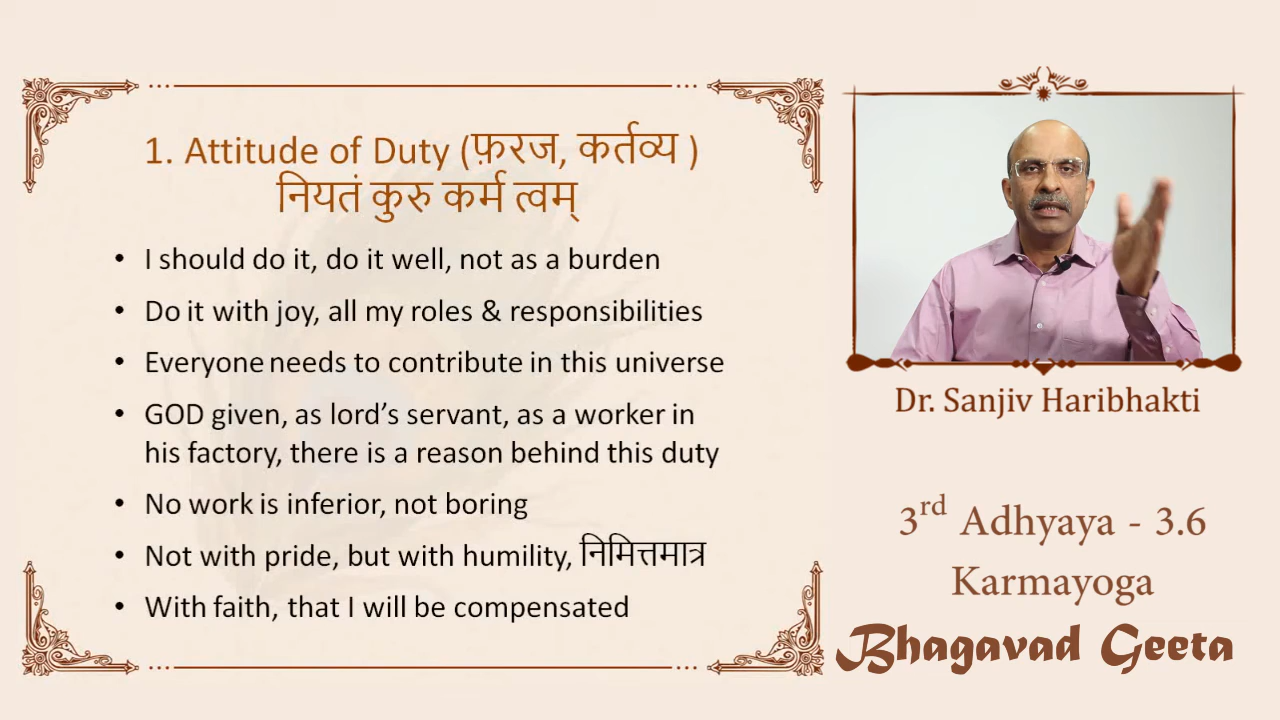 1. Attitude of Duty (फ़रज, कर्तव्य )
नियतं कुरु कर्म त्वम्
• I should do it, do it well, not as a burden
• Do it with joy, all my roles & responsibilities
• Everyone needs to contribute in this universe
• GOD given, as lord's servant, as a worker in
his factory, there is a reason behind this duty
• No work is inferior, not boring
• Not with pride, but with humility, निमित्तमात्र
• With faith, that I will be compensated
Dr. Sanjiv Haribhakti
3rd Adhyaya - 3.6
Karmayoga
Bhagavad Geeta